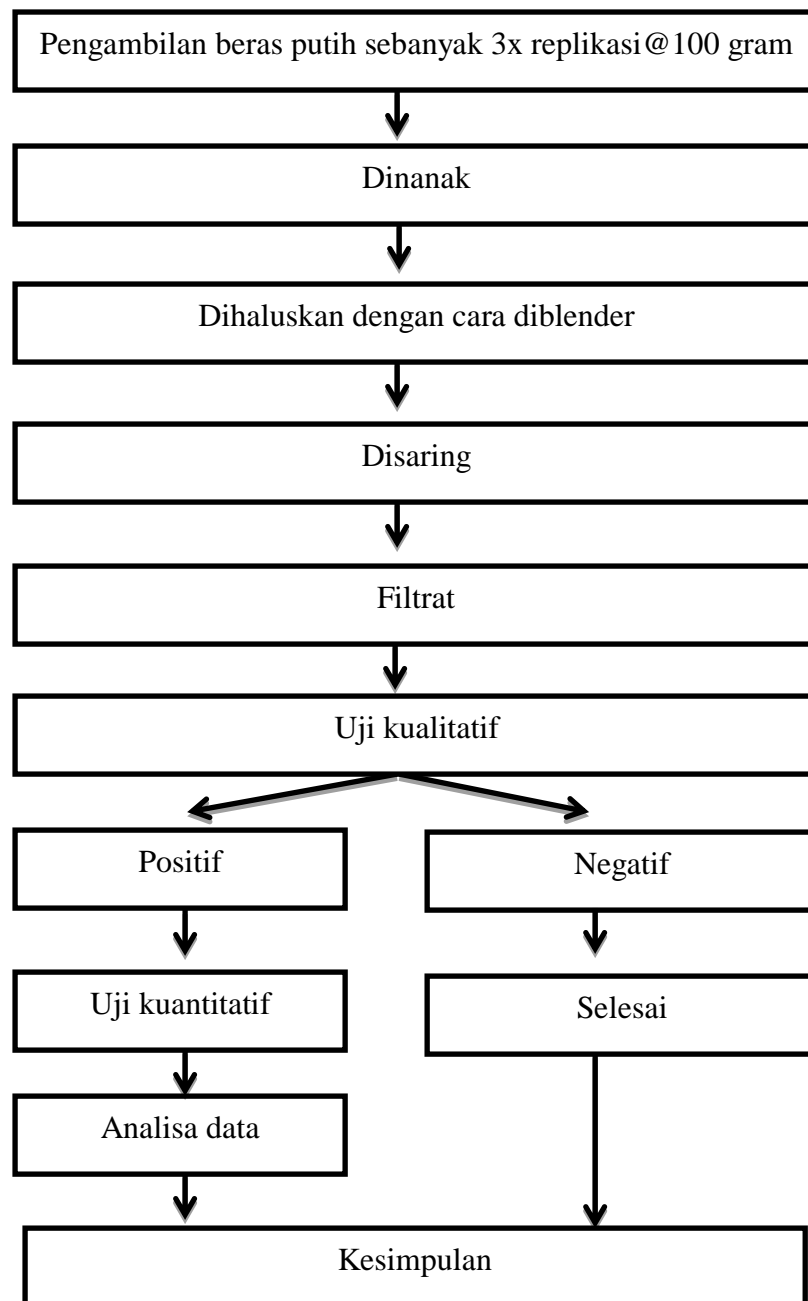 Pengambilan beras putih sebanyak 3x replikasi@100 gram
Dinanak
Dihaluskan dengan cara diblender
Disaring
Filtrat
Uji kualitatif
Positif
Negatif
Uji kuantitatif
Selesai
Analisa data
Kesimpulan